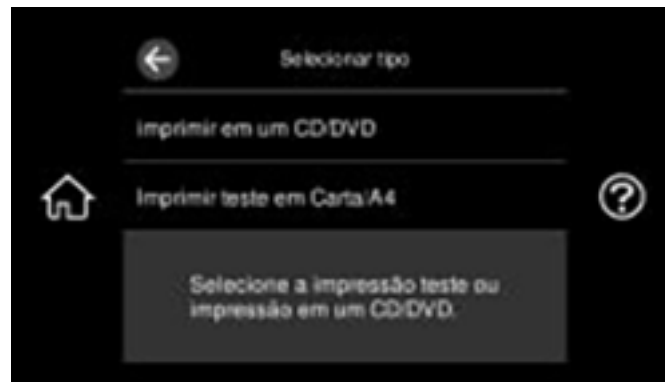 Selecionar tipo
Imprimir em um CD/DVD
Imprimir teste em Carta/A4
Selecione a impressão teste ou
impressão em um CD/DVD.